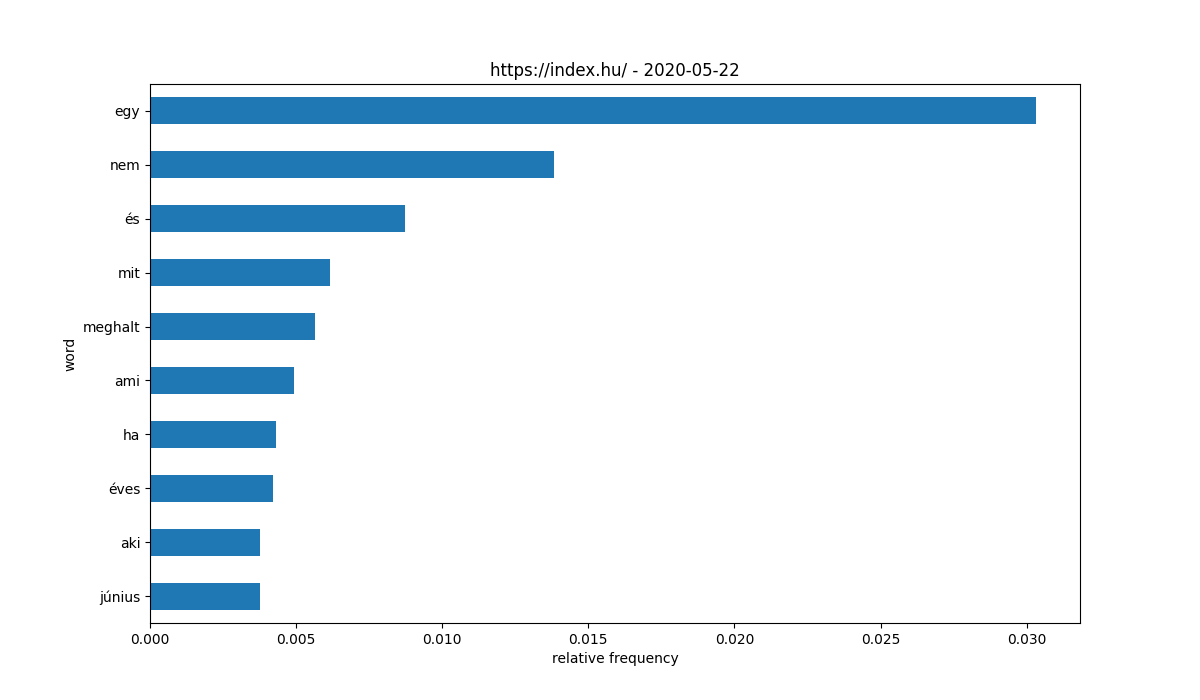 https://index.hu/ - 2020-05-22
egy
nem
és
mit
meghalt
ami
ha
éves
aki
június
word
0.000 0.005 0.010 0.015 0.020 0.025 0.030
relative frequency